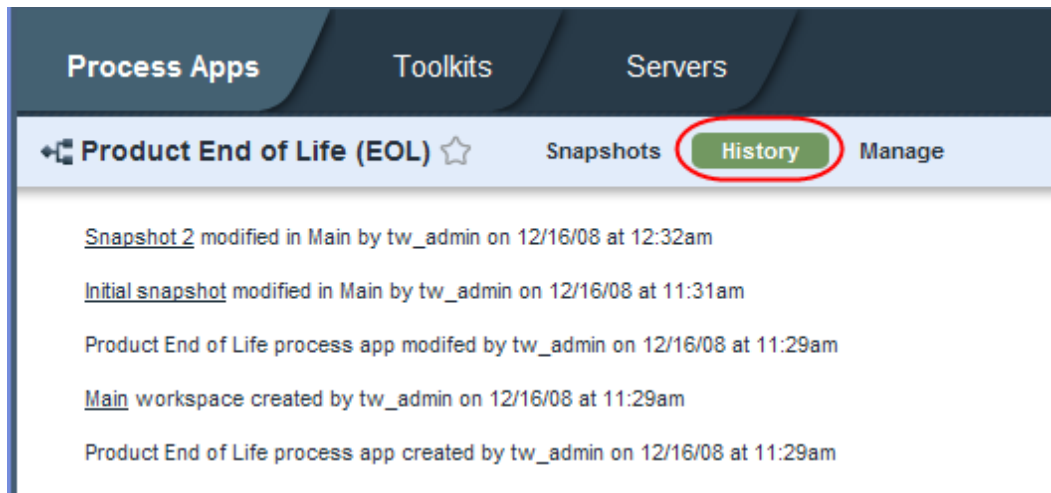 Process Apps Toolkits Servers
Product End of Life (EOL) Snapshots History Manage
Snapshot 2 modified in Main by tw_admin on 12/16/08 at 12:32am
Initial snapshot modified in Main by tw_admin on 12/16/08 at 11:31am
Product End of Life process app modifed by tw_admin on 12/16/08 at 11:29am
Main workspace created by tw_admin on 12/16/08 at 11:29am
Product End of Life process app created by tw_admin on 12/16/08 at 11:29am